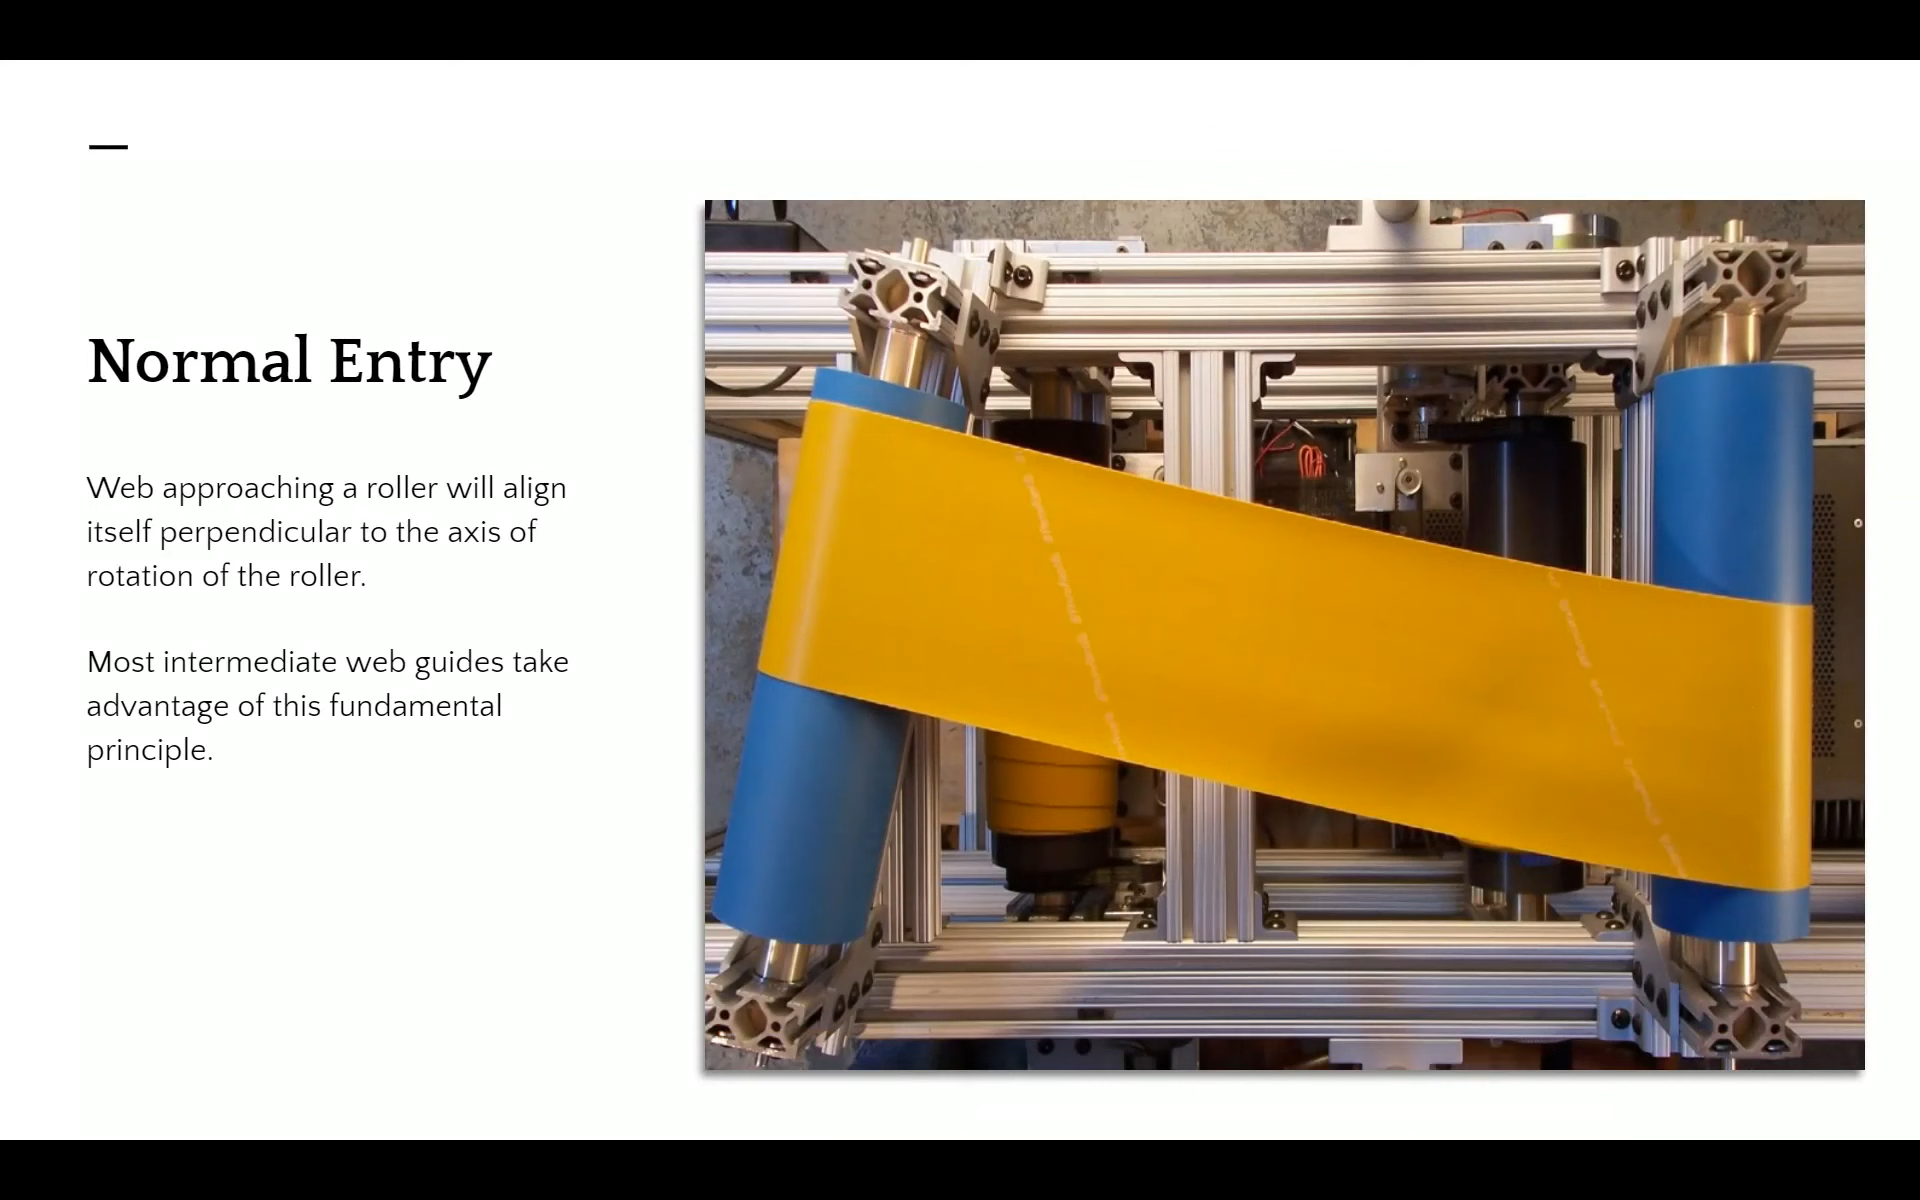 Normal Entry
Web approaching a roller will align
itself perpendicular to the axis of
rotation of the roller.
Most intermediate web guides take
advantage of this fundamental
principle.